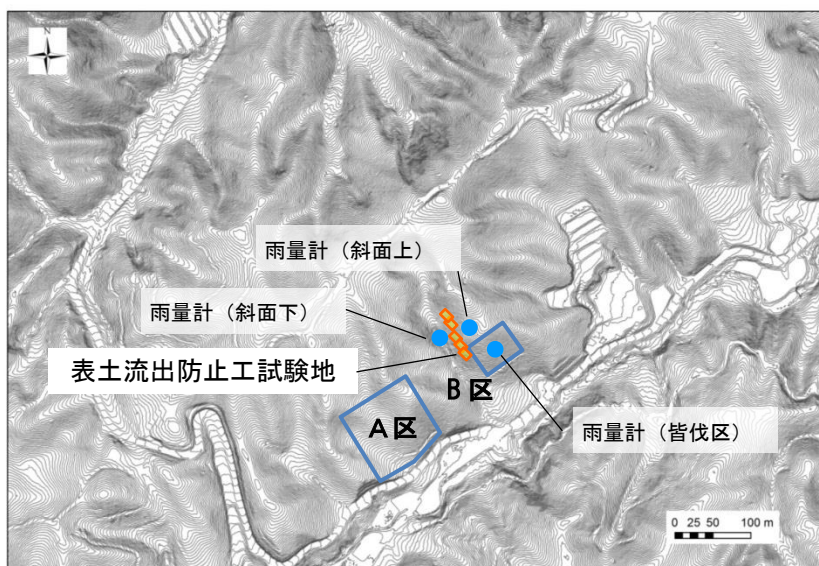 N
雨量計（斜面上）
雨量計（斜面下）
表土流出防止工試験地
B区
A区
雨量計（皆伐区）
0 25 50 100 m